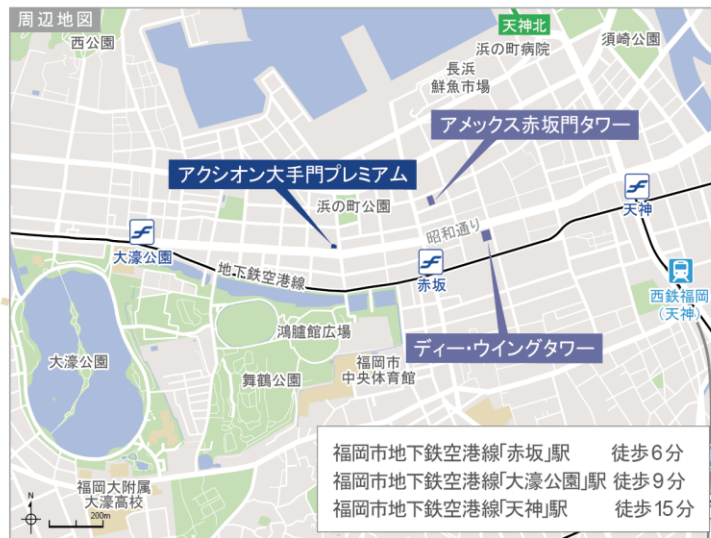 周辺地図
西公園
天神北
浜の町病院
須崎公園
長浜
鮮魚市場
アメックス赤坂門タワー
アクシオン大手門プレミアム
浜の町公園
昭和通り
天神
大濠公園
地下鉄空港線
赤坂
西鉄福岡
(天神)
鴻臚館広場
ディー・ウイングタワー
大濠公園
舞鶴公園
福岡市
中央体育館
福岡市地下鉄空港線「赤坂」駅 徒歩6分
福岡市地下鉄空港線「大濠公園」駅 徒歩9分
福岡市地下鉄空港線「天神」駅 徒歩15分
福岡大附属
大濠高校
N
200m